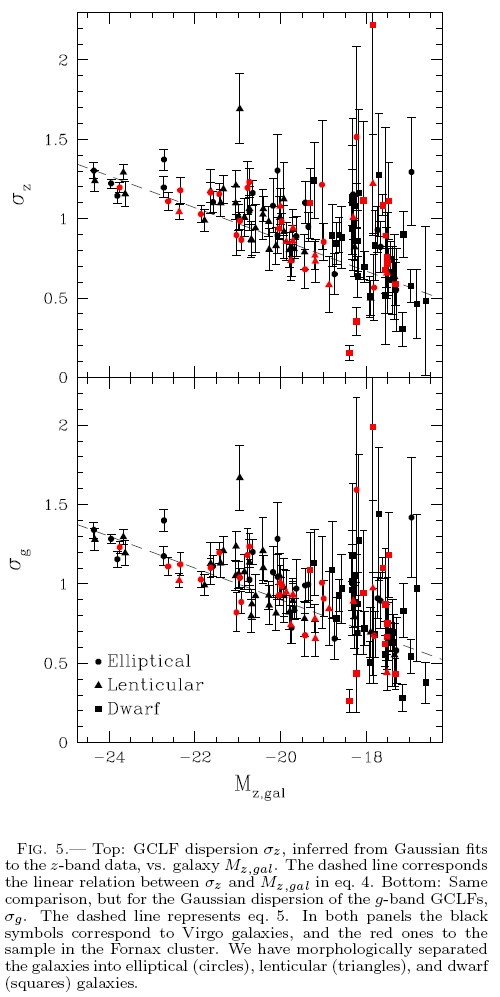 2
1.5
σz
1
0.5
0
2
1.5
σg
1
0.5
0
Elliptical
Lenticular
Dwarf
−24 −22 −20 −18
Mz,gal
Fig. 5.— Top: GCLF dispersion σz, inferred from Gaussian fits
to the z-band data, vs. galaxy Mz,gal. The dashed line corresponds
the linear relation between σz and Mz,gal in eq. 4. Bottom: Same
comparison, but for the Gaussian dispersion of the g-band GCLFs,
σg. The dashed line represents eq. 5. In both panels the black
symbols correspond to Virgo galaxies, and the red ones to the
sample in the Fornax cluster. We have morphologically separated
the galaxies into elliptical (circles), lenticular (triangles), and dwarf
(squares) galaxies.